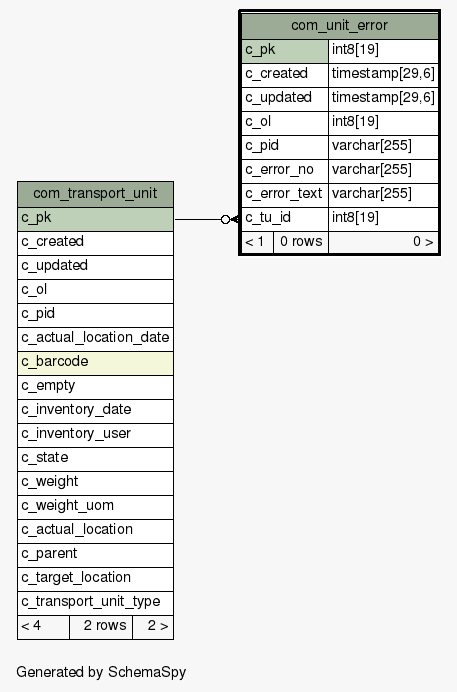 com_unit_error
c_pk int8[19]
c_created timestamp[29,6]
c_updated timestamp[29,6]
c_ol int8[19]
c_pid varchar[255]
c_error_no varchar[255]
c_error_text varchar[255]
c_tu_id int8[19]
< 1 0 rows 0 >
com_transport_unit
c_pk
c_created
c_updated
c_ol
c_pid
c_actual_location_date
c_barcode
c_empty
c_inventory_date
c_inventory_user
c_state
c_weight
c_weight_uom
c_actual_location
c_parent
c_target_location
c_transport_unit_type
< 4 2 rows 2 >
Generated by SchemaSpy